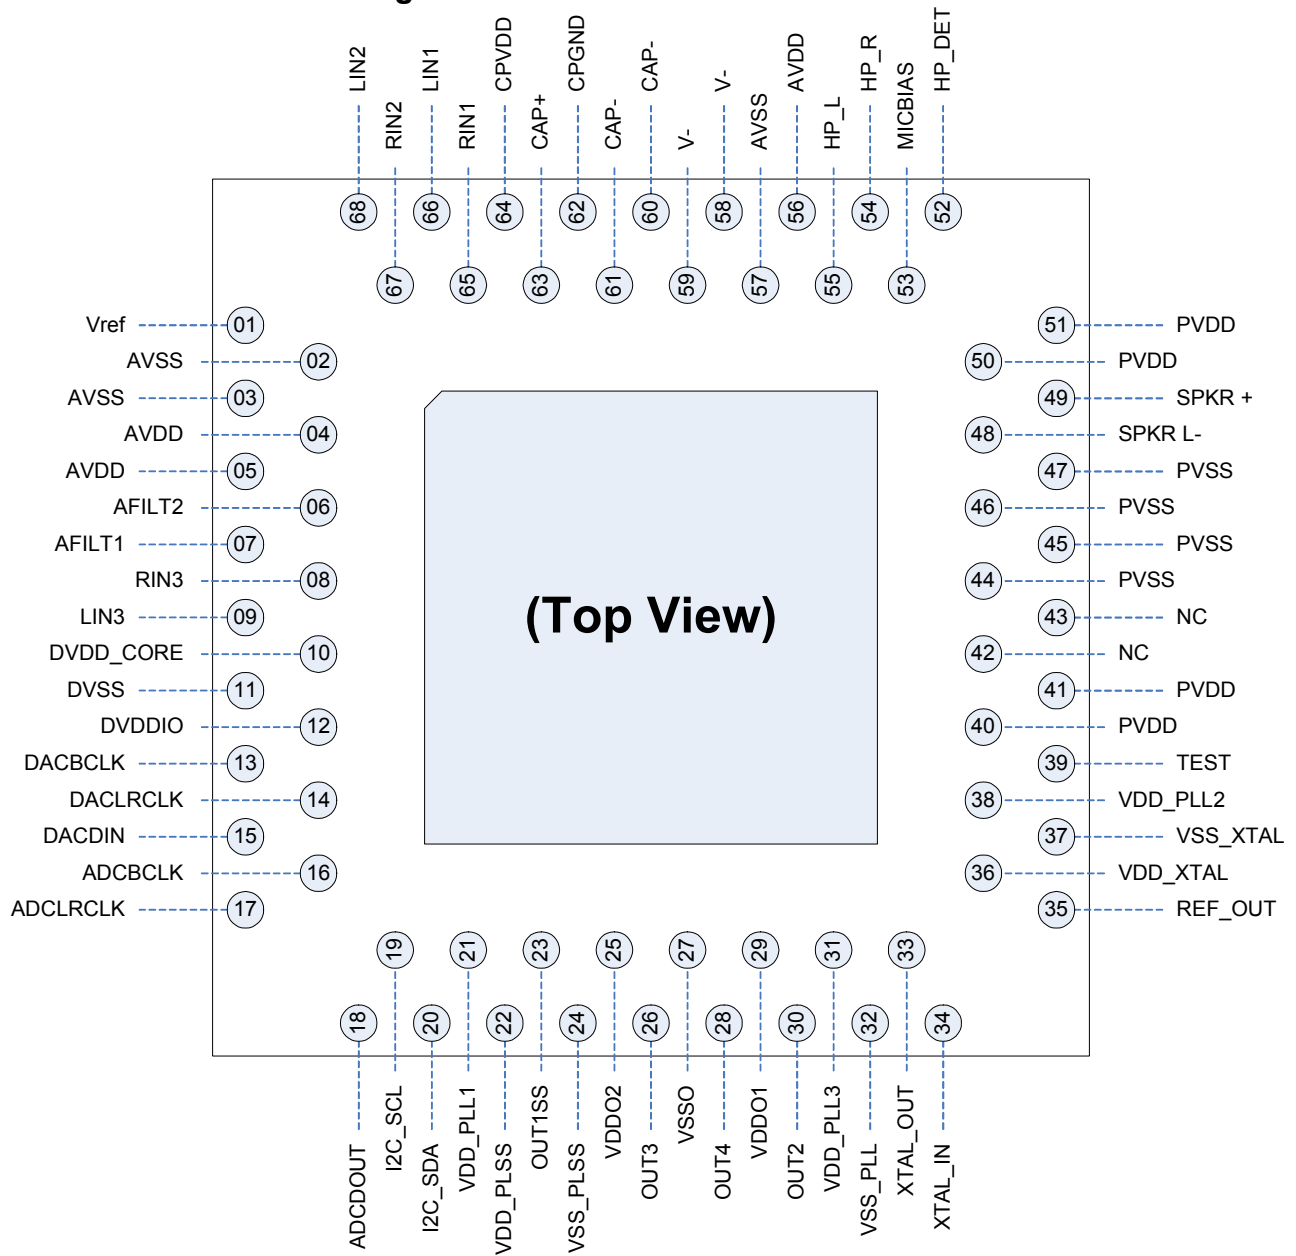 g
LIN2
RIN2
LIN1
RIN1
CPVDD
CAP+
CPGND
CAP-
CAP-
V-
V-
AVSS
AVDD
HP_L
HP_R
MICBIAS
HP_DET
68
67
66
65
64
63
62
61
60
59
58
57
56
55
54
53
52
Vref 01
AVSS 02
AVSS 03
AVDD 04
AVDD 05
AFILT2 06
AFILT1 07
RIN3 08
LIN3 09
DVDD_CORE 10
DVSS 11
DVDDIO 12
DACBCLK 13
DACLRCLK 14
DACDIN 15
ADCBCLK 16
ADCLRCLK 17
(Top View)
51 PVDD
50 PVDD
49 SPKR +
48 SPKR L-
47 PVSS
46 PVSS
45 PVSS
44 PVSS
43 NC
42 NC
41 PVDD
40 PVDD
39 TEST
38 VDD_PLL2
37 VSS_XTAL
36 VDD_XTAL
35 REF_OUT
18
19
20
21
22
23
24
25
26
27
28
29
30
31
32
33
34
ADCDOUT
I2C_SCL
I2C_SDA
VDD_PLL1
VDD_PLSS
OUT1SS
VSS_PLSS
VDDO2
OUT3
VSSO
OUT4
VDDO1
OUT2
VDD_PLL3
VSS_PLL
XTAL_OUT
XTAL_IN